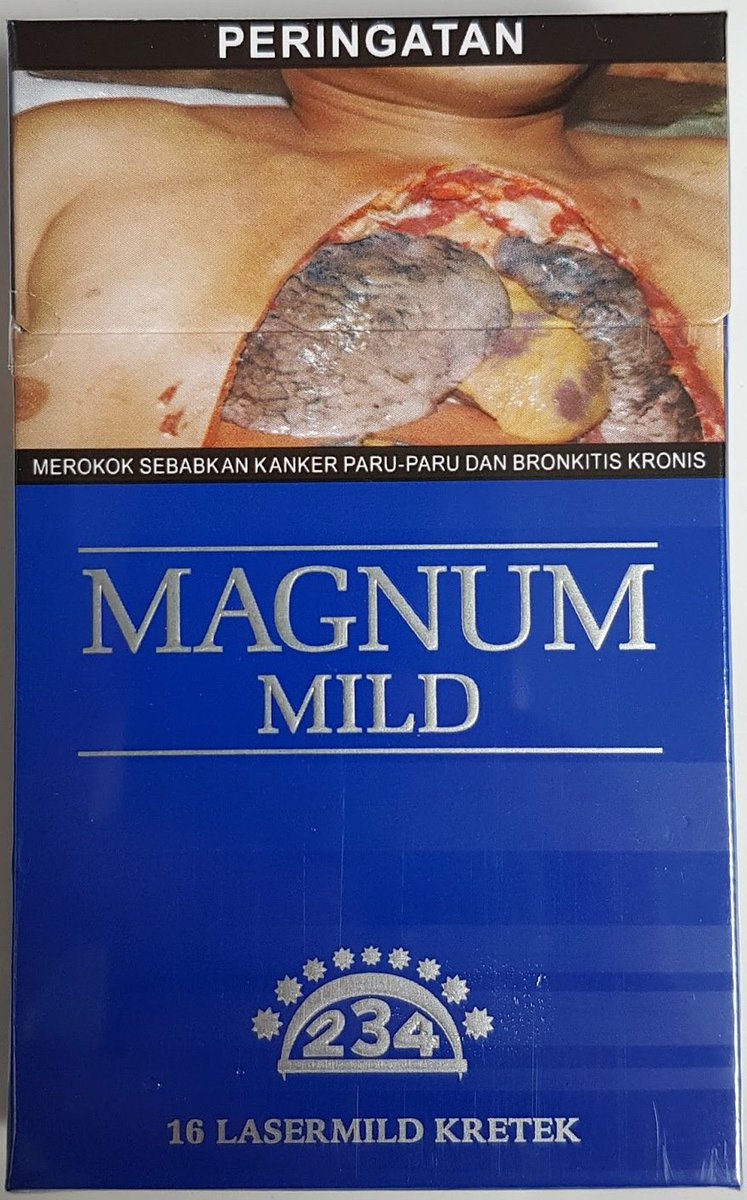 PERINGATAN
MEROKOK SEBABKAN KANKER PARU-PARU DAN BRONKITIS KRONIS
MAGNUM
MILD
234
16 LASERMILD KRETEK